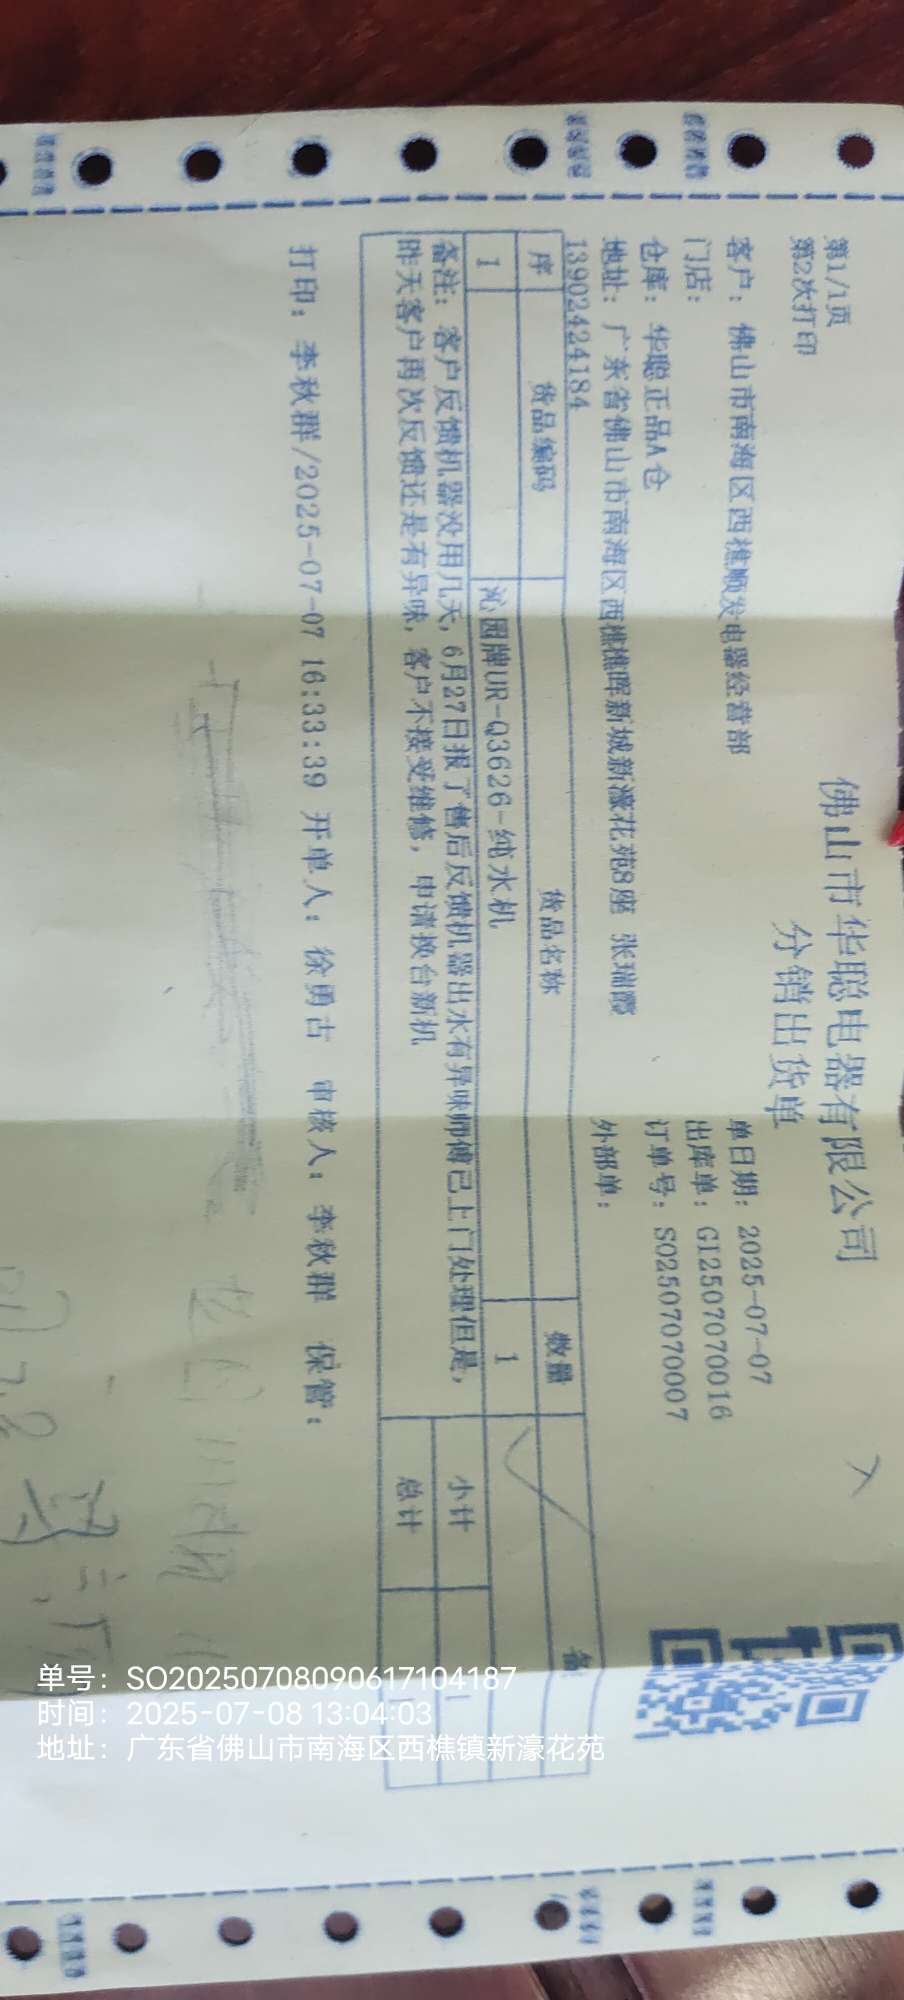 佛山市华聪电器有限公司
分销出货单
第1/1页
第2次打印
客户：佛山市南海区西樵顺发电器经营部
单日期：2025-07-07
门店：
出库单：GI2507070016
仓库：华聪正品A仓
订单号：SO2507070007
地址：广东省佛山市南海区西樵樵晖新城新濠花苑8座 张瑞霞
外部单：
13902424184
序 货品编码 货品名称 数量 备
1 沁园牌UR-Q3626-纯水机 1
备注：客户反馈机器没用几天，6月27日报了售后反馈机器出水有异味师傅已上门处理但是，
昨天客户再次反馈还是有异味，客户不接受维修，申请换台新机
小计 1
总计 1
打印：李秋群/2025-07-07 16:33:39 开单人：徐勇古 审核人：李秋群 保管：
单号：SO20250708090617104187
时间：2025-07-08 13:04:03
地址：广东省佛山市南海区西樵镇新濠花苑